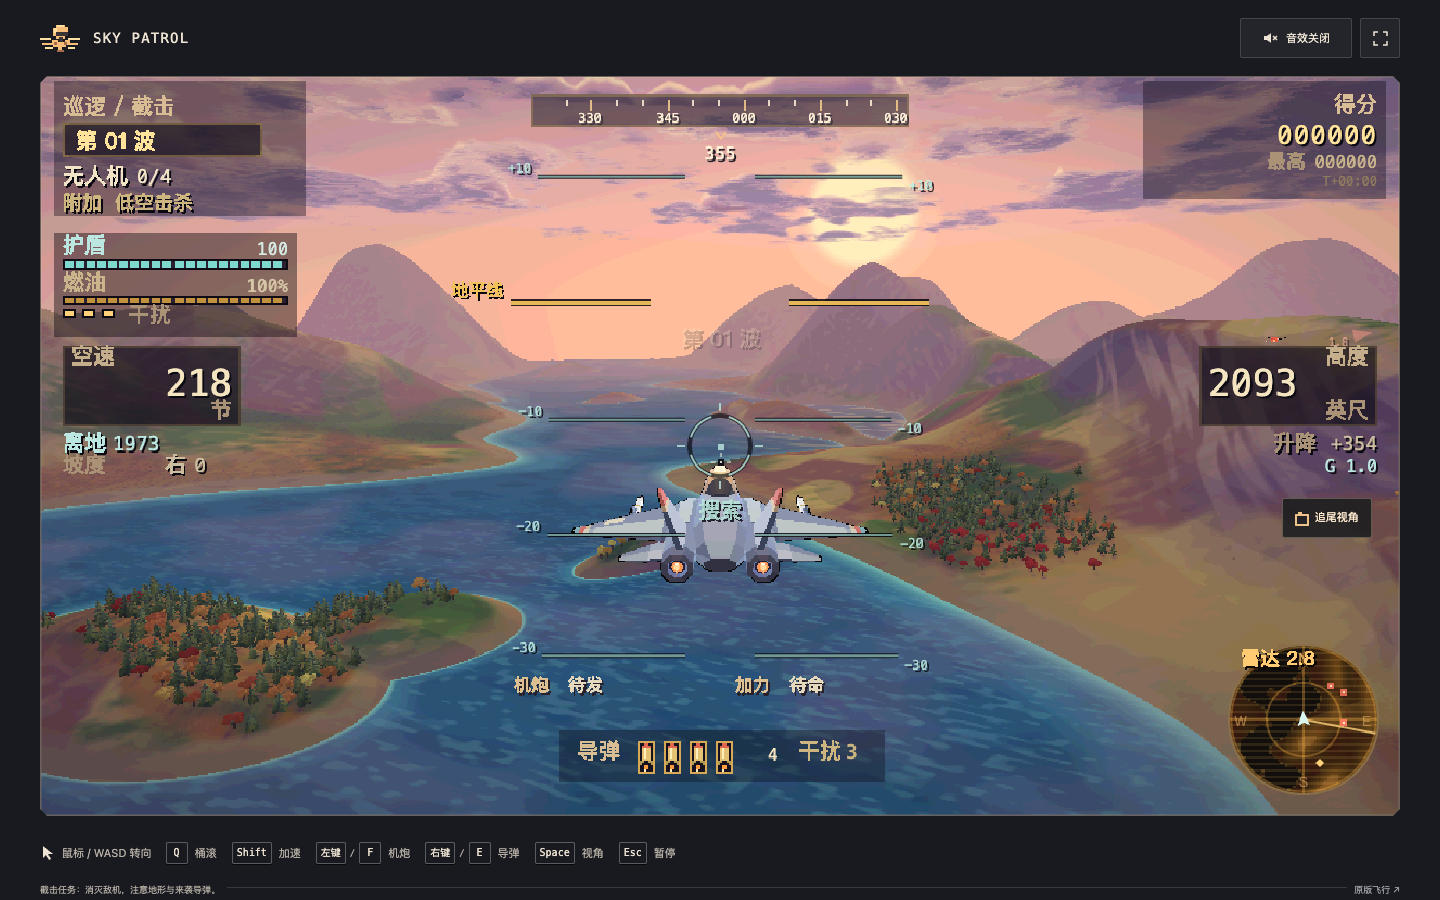 SKY PATROL
音效关闭
巡逻 / 截击
第 01 波
无人机 0/4
附加 低空击杀
护盾 100
燃油 100%
干扰
空速
218
节
离地 1973
坡度 右 0
330 345 000 015 030
355
+10 +10
地平线
第 01 波
-10 -10
搜索
-20 -20
-30 -30
机炮 待发 加力 待命
导弹 4 干扰 3
得分
000000
最高 000000
T+00:00
1.8
高度
2093
英尺
升降 +354
G 1.0
追尾视角
雷达 2.8
W E
S
鼠标 / WASD 转向 Q 桶滚 Shift 加速 左键 / F 机炮 右键 / E 导弹 Space 视角 Esc 暂停
截击任务：消灭敌机，注意地形与来袭导弹。
原版飞行 ↗